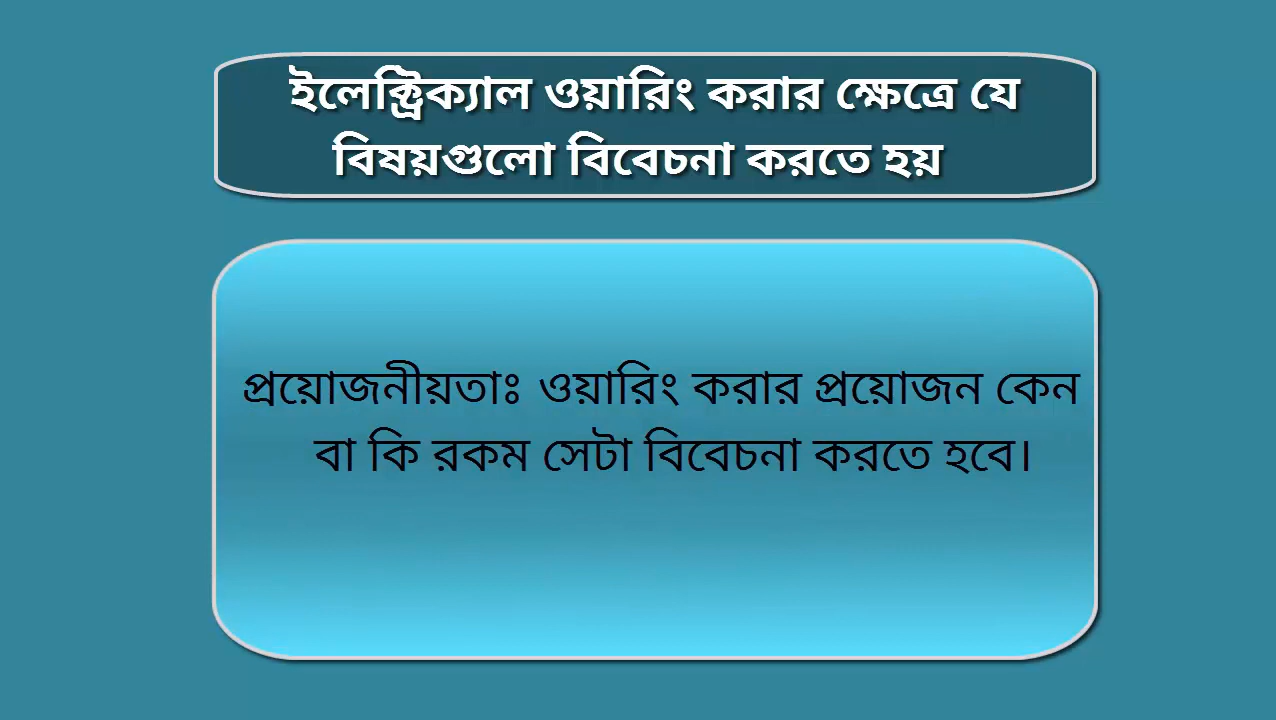 ইলেক্ট্রিক্যাল ওয়ারিং করার ক্ষেত্রে যে
বিষয়গুলো বিবেচনা করতে হয়
প্রয়োজনীয়তাঃ ওয়ারিং করার প্রয়োজন কেন
বা কি রকম সেটা বিবেচনা করতে হবে।